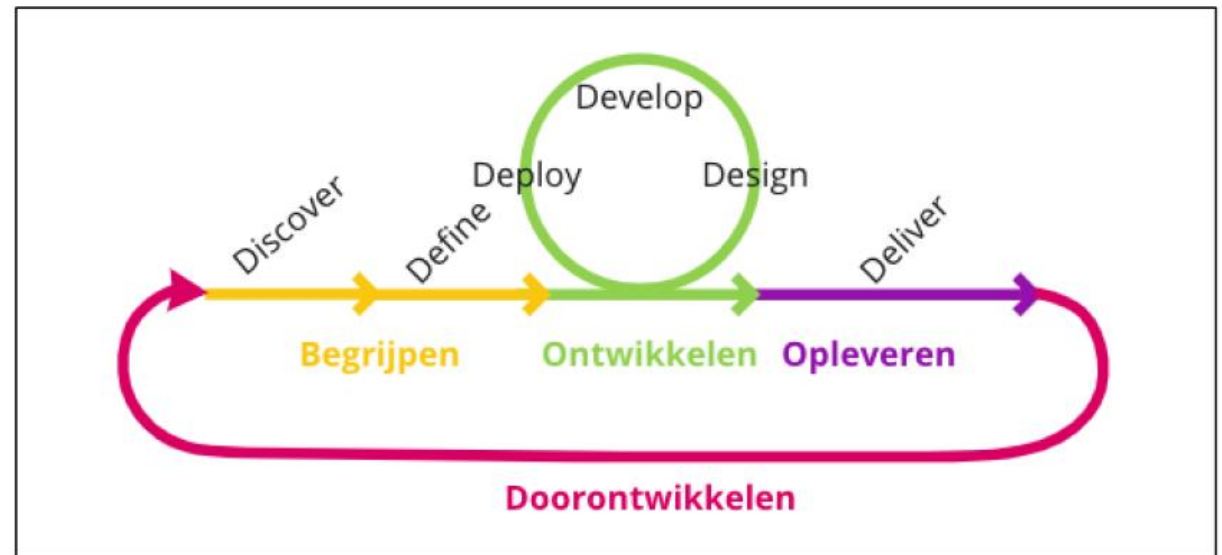 Develop
Deploy
Design
Discover
Define
Deliver
Begrijpen
Ontwikkelen
Opleveren
Doorontwikkelen